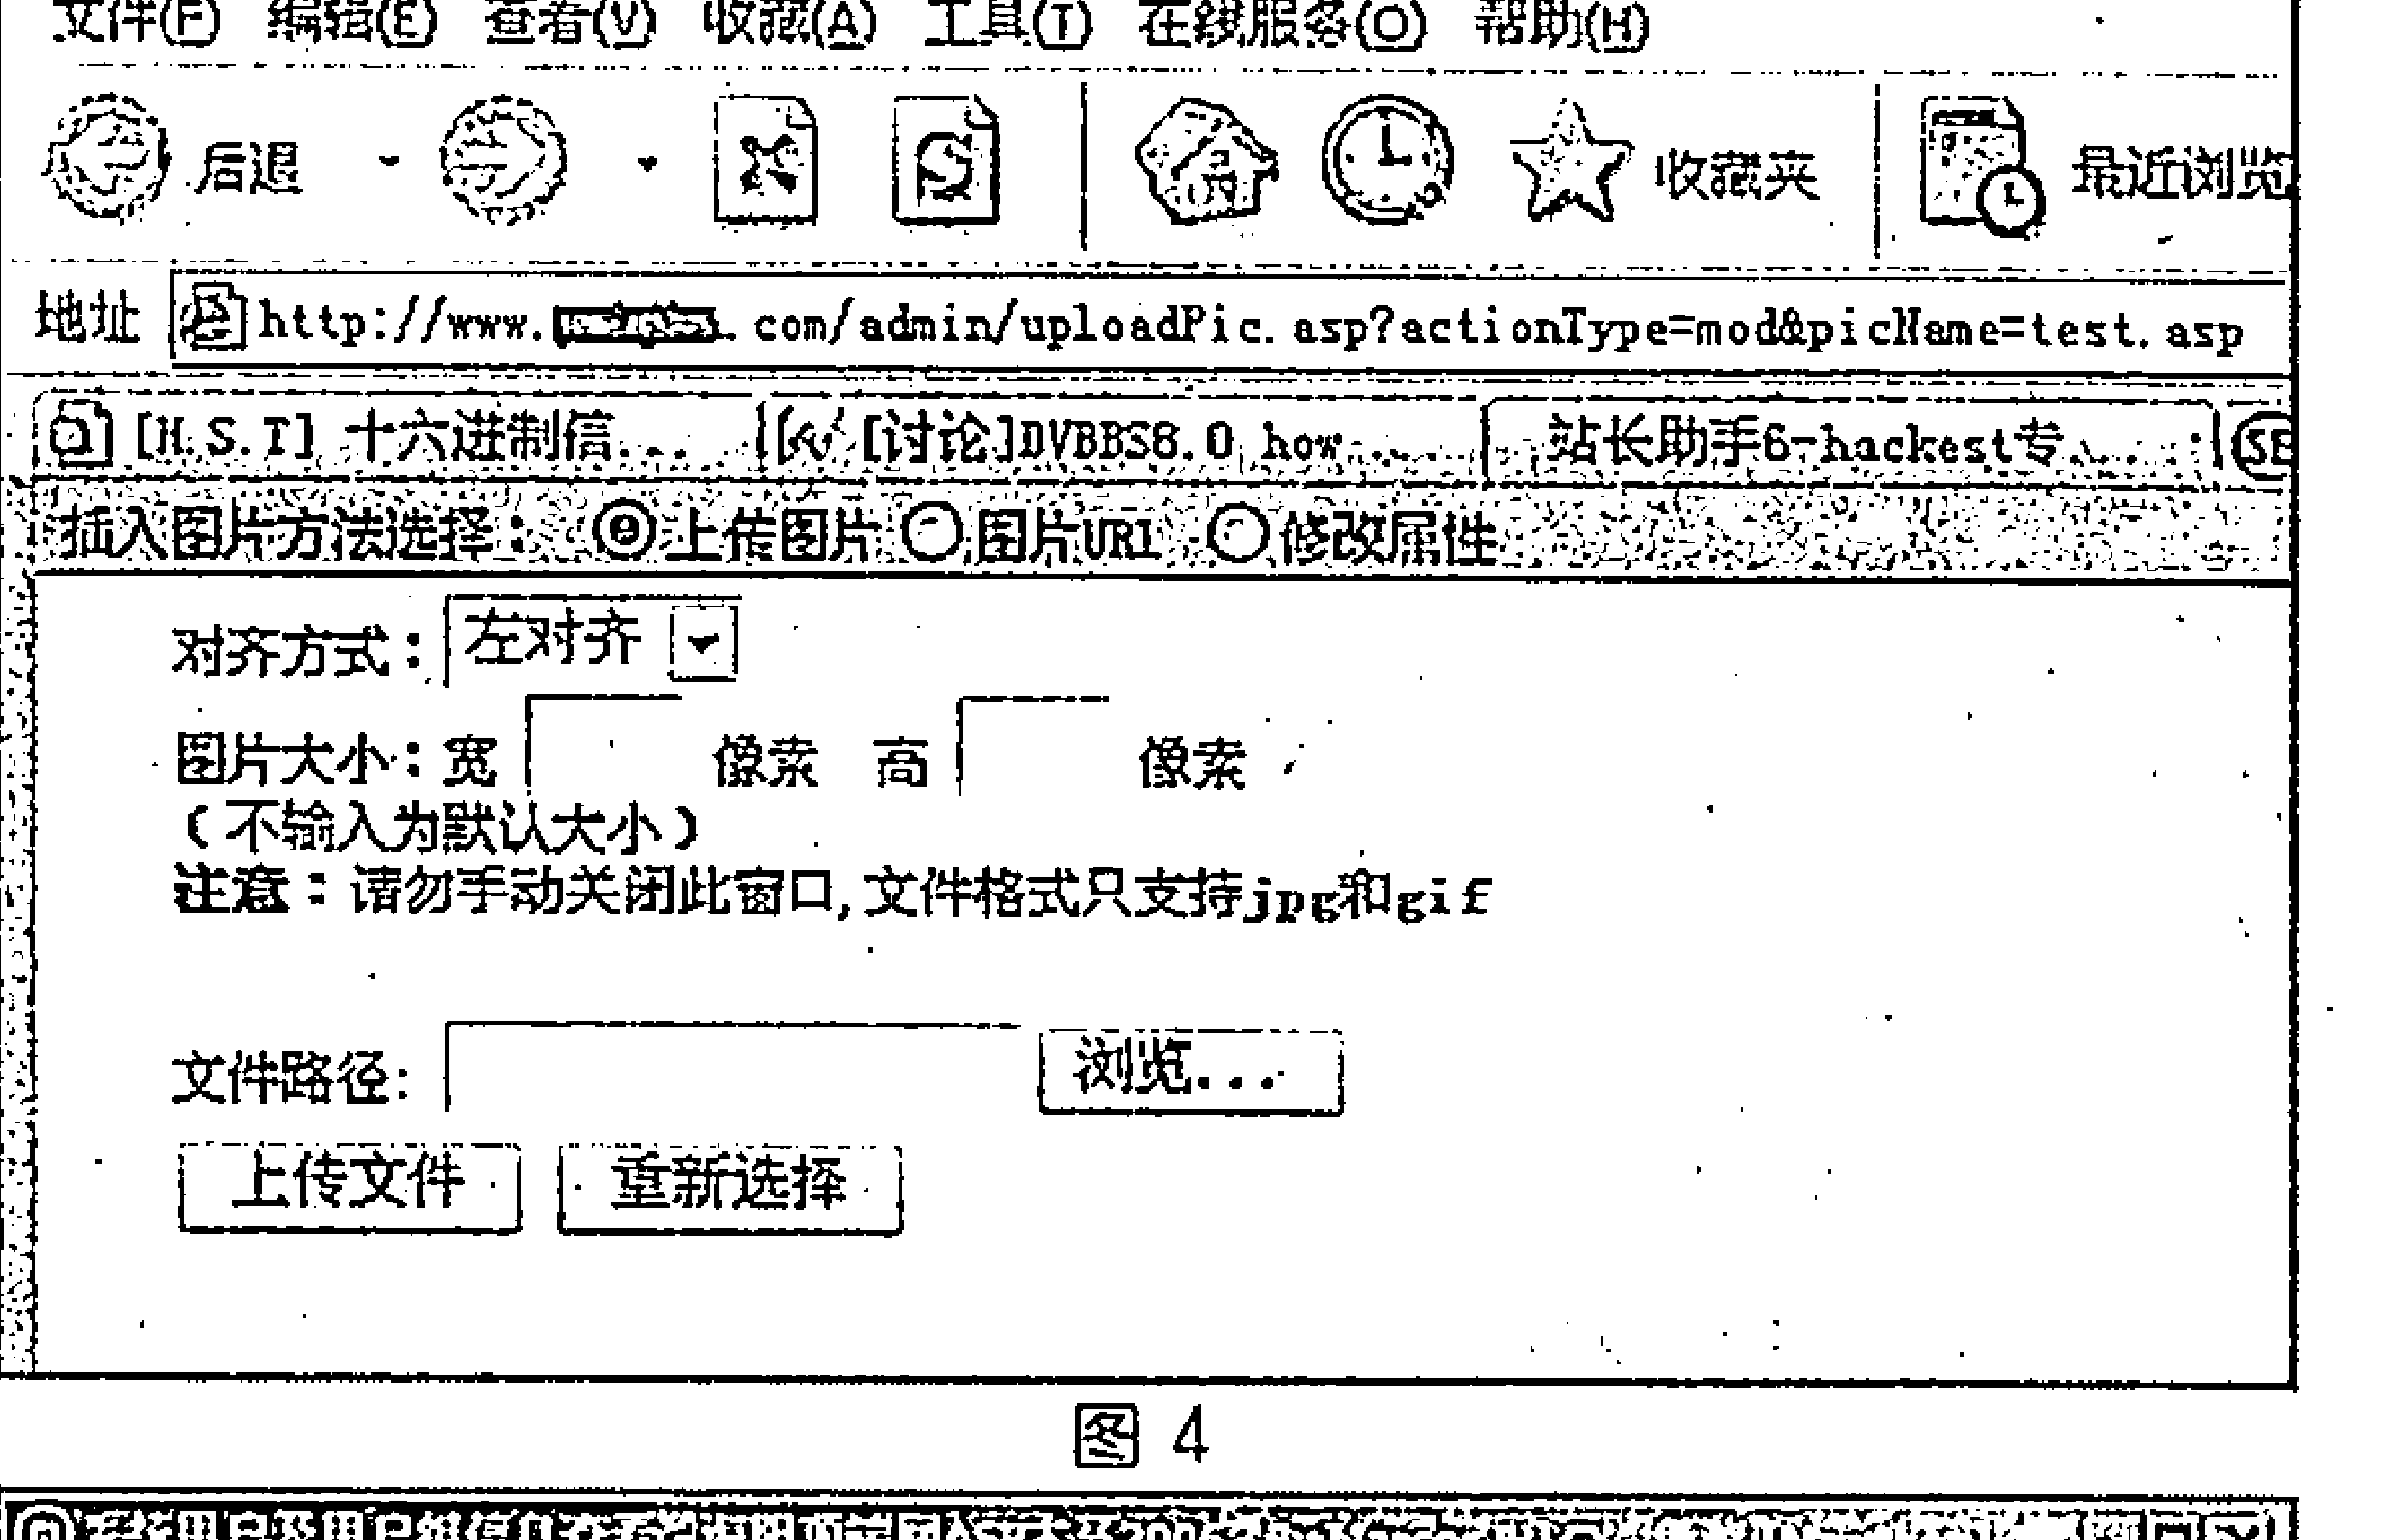 文件(F) 编辑(E) 查看(V) 收藏(A) 工具(T) 在线服务(O) 帮助(H)
后退 收藏夹 最近浏览
地址 http://www. .com/admin/uploadPic.asp?actionType=mod&picName=test.asp
[H.S.T] 十六进制信... [讨论]DVBBS8.0 how... 站长助手6-hackest专...
插入图片方法选择： 上传图片 图片URl 修改属性
对齐方式：左对齐
图片大小：宽 像素 高 像素
（不输入为默认大小）
注意：请勿手动关闭此窗口,文件格式只支持jpg和gif
文件路径: 浏览...
上传文件 重新选择
图 4